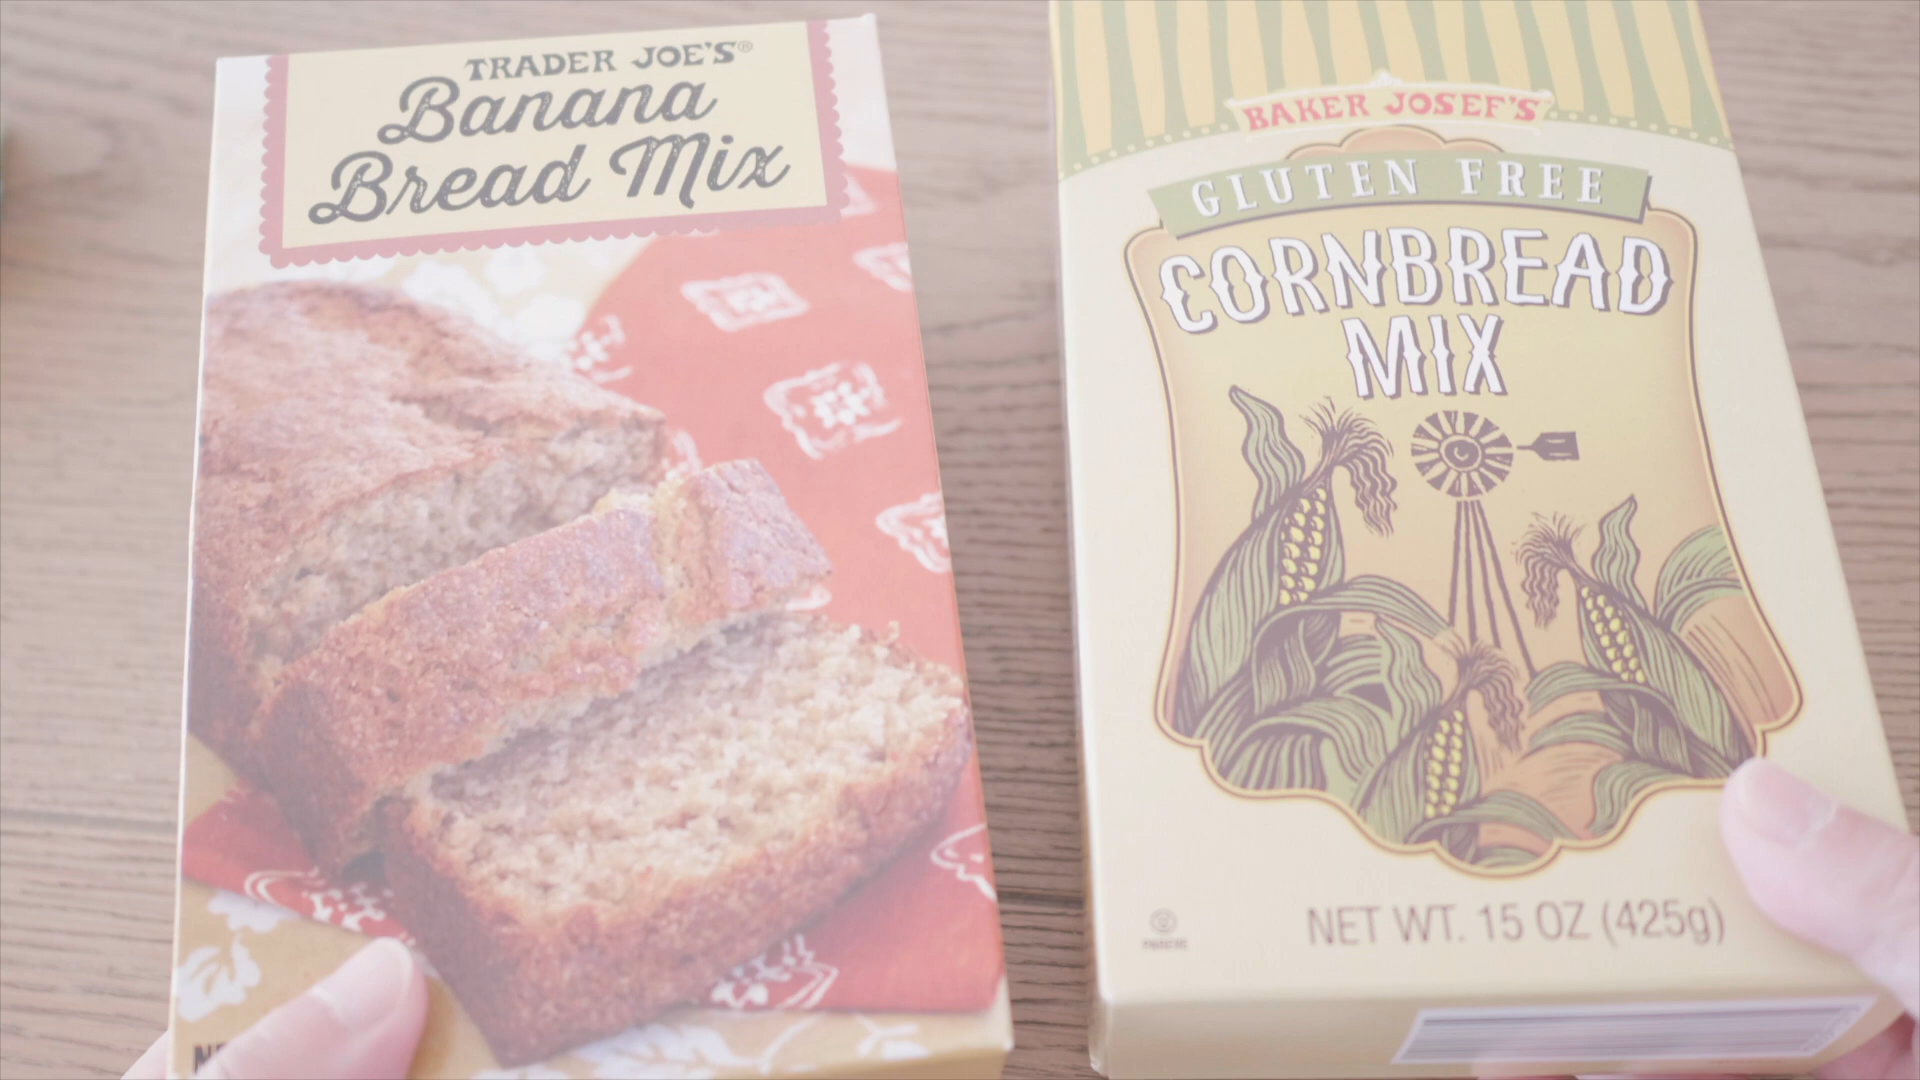 TRADER JOE'S®
Banana
Bread Mix
BAKER JOSEF'S
GLUTEN FREE
CORNBREAD
MIX
NET WT. 15 OZ (425g)